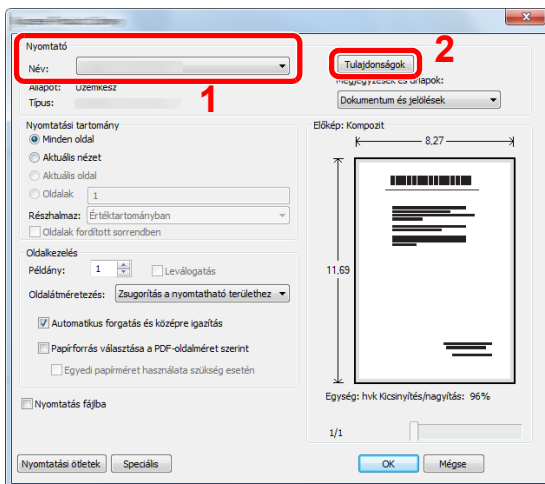 Nyomtató
2
Név:
Tulajdonságok
Állapot: Üzemkész
1
Megjegyzések és űrlapok:
Típus:
Dokumentum és jelölések
Nyomtatási tartomány
Minden oldal
Aktuális nézet
Aktuális oldal
Oldalak 1
Részhalmaz: Értéktartományban
Oldalak fordított sorrendben
Előkép: Kompozit
8,27
11,69
Oldalkezelés
Példány: 1 Leválogatás
Oldalátméretezés: Zsugorítás a nyomtatható területhez
Automatikus forgatás és középre igazítás
Papírforrás választása a PDF-oldalméret szerint
Egyedi papírméret használata szükség esetén
Egység: hvk Kicsinyítés/nagyítás: 96%
Nyomtatás fájlba
1/1
Nyomtatási ötletek Speciális OK Mégse